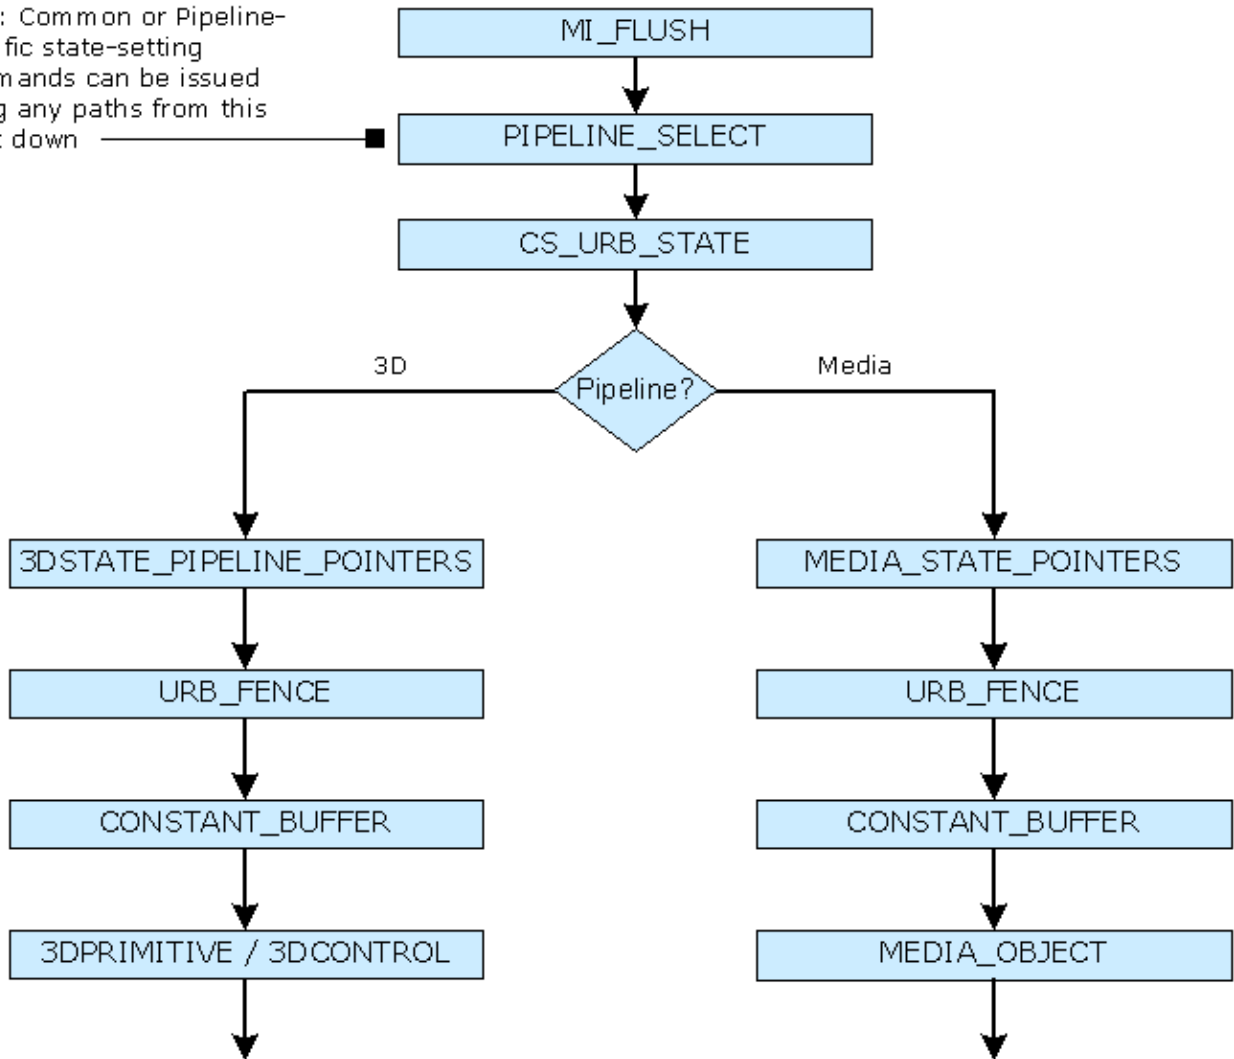 : Common or Pipeline-
fic state-setting
mands can be issued
g any paths from this
t down
MI_FLUSH
PIPELINE_SELECT
CS_URB_STATE
Pipeline?
3D
Media
3DSTATE_PIPELINE_POINTERS
URB_FENCE
CONSTANT_BUFFER
3DPRIMITIVE / 3DCONTROL
MEDIA_STATE_POINTERS
URB_FENCE
CONSTANT_BUFFER
MEDIA_OBJECT